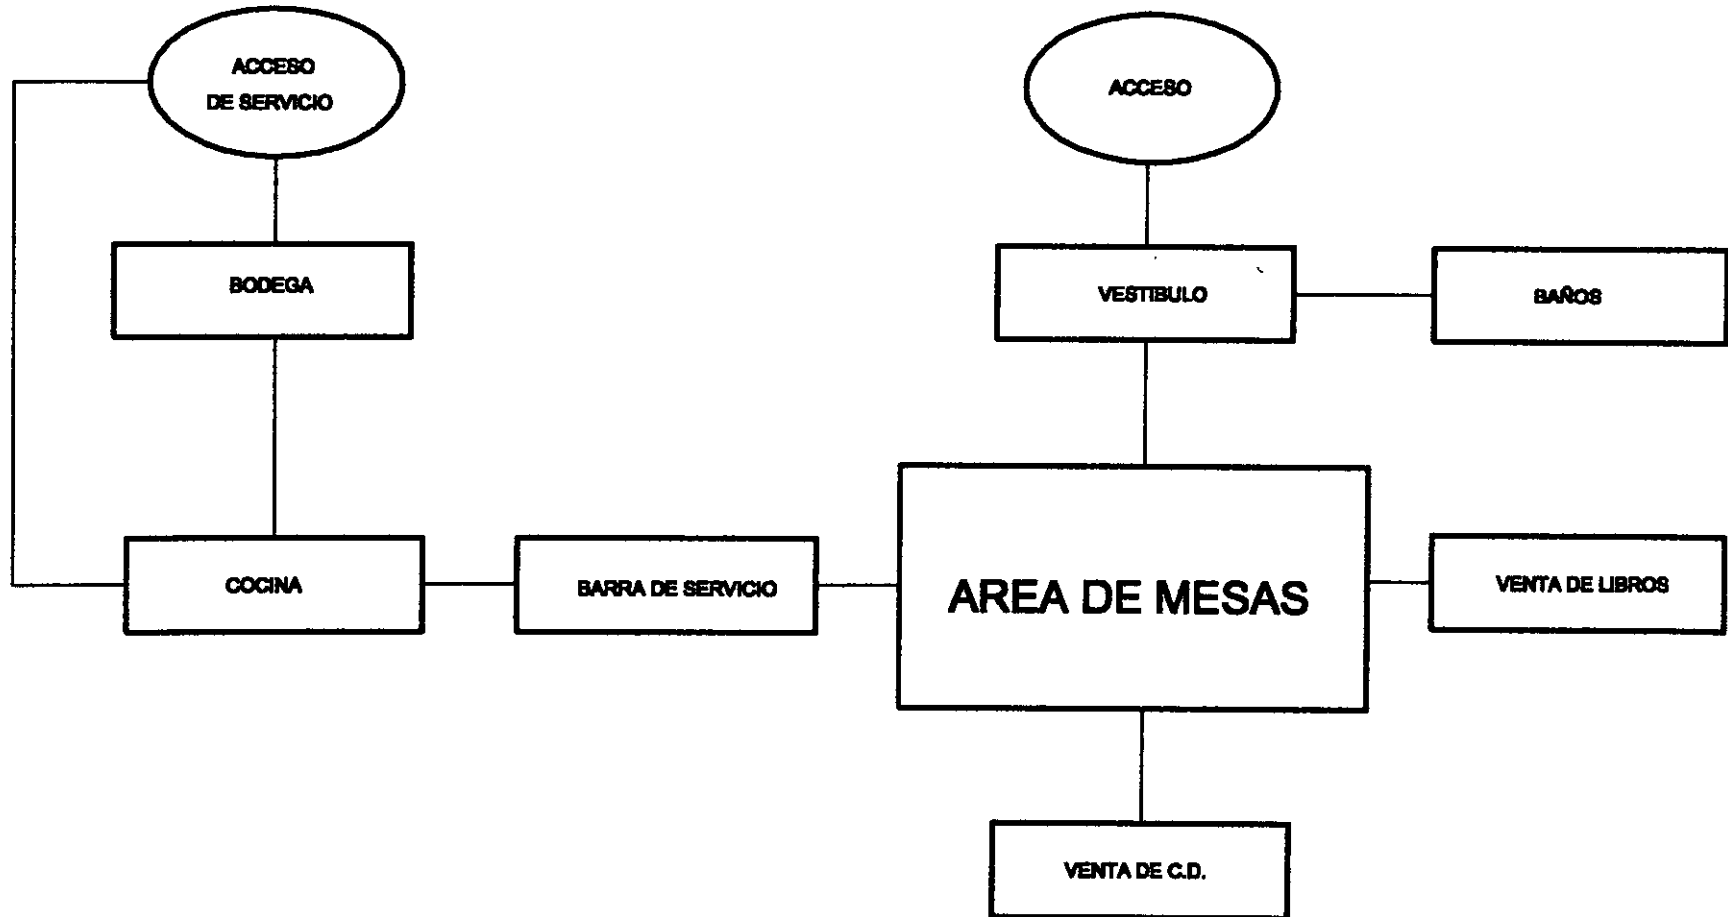 ACCESO
DE SERVICIO
ACCESO
BODEGA
VESTIBULO
BAÑOS
COCINA
BARRA DE SERVICIO
AREA DE MESAS
VENTA DE LIBROS
VENTA DE C.D.